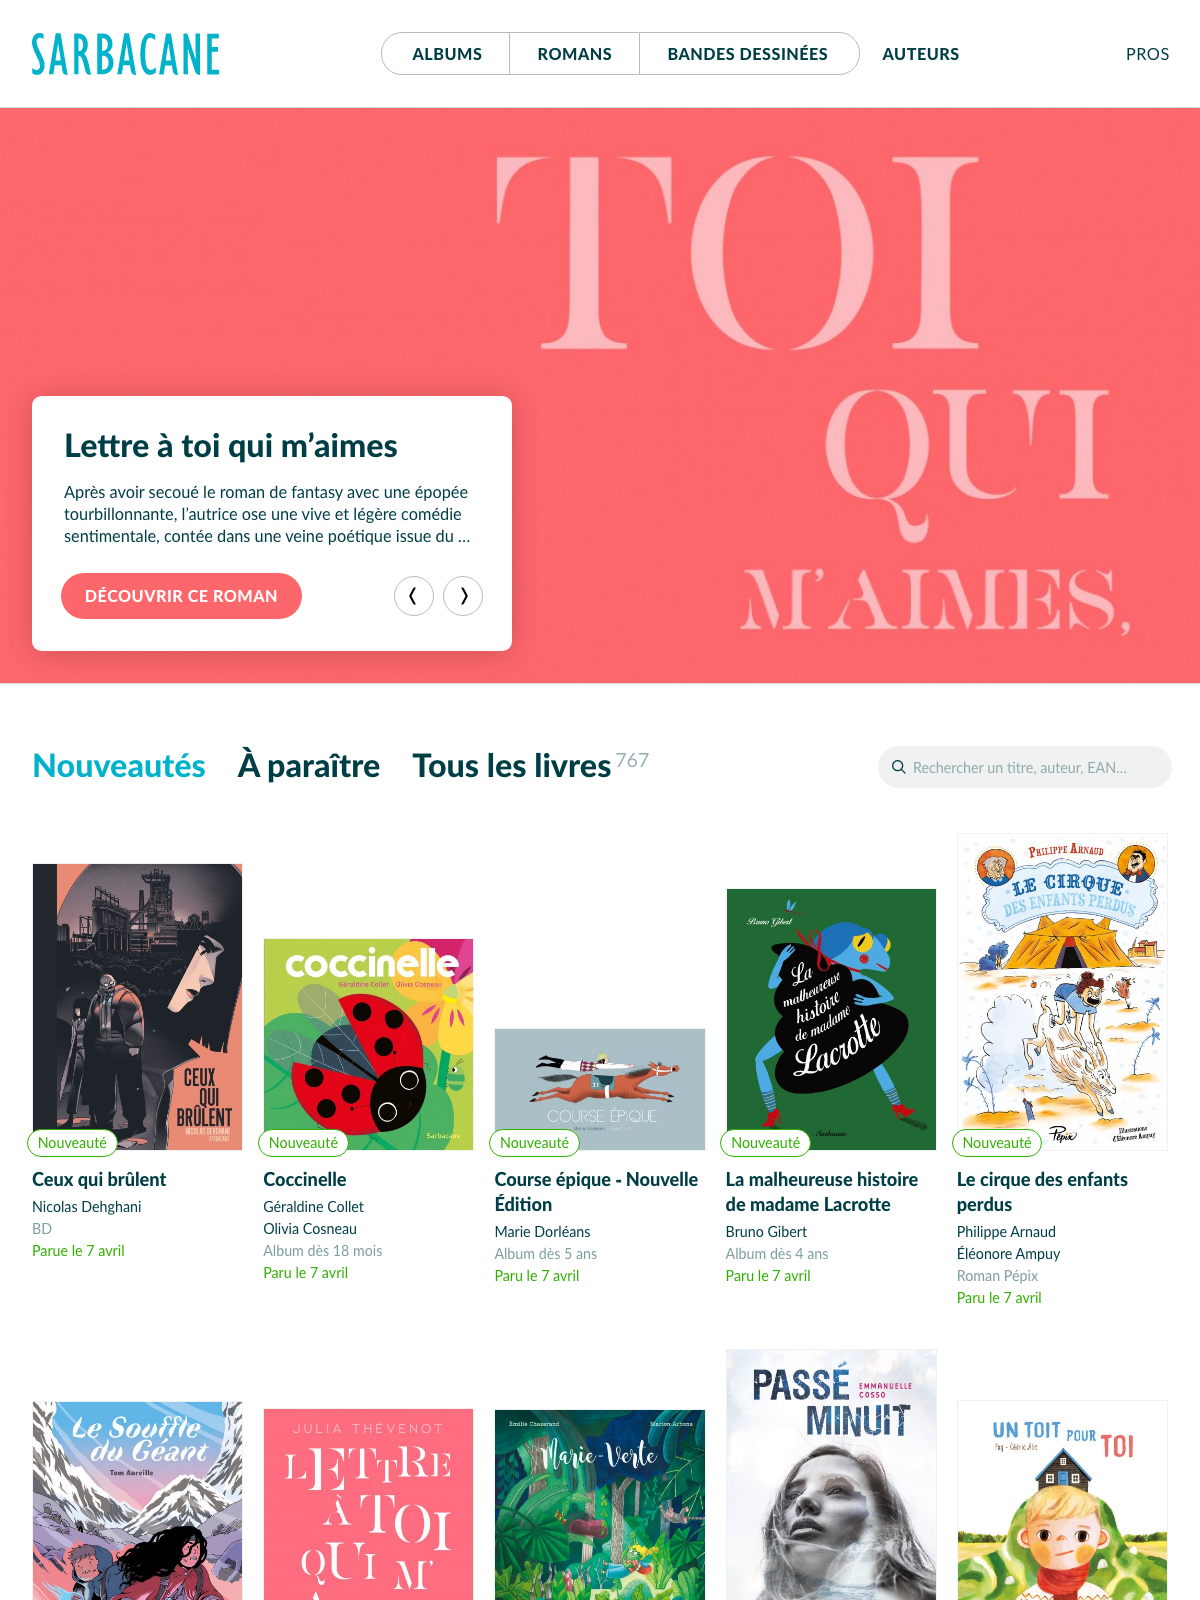 SARBACANE
ALBUMS
ROMANS
BANDES DESSINÉES
AUTEURS
PROS
TOI
QUI
M'AIMES,
Lettre à toi qui m’aimes
Après avoir secoué le roman de fantasy avec une épopée
tourbillonnante, l’autrice ose une vive et légère comédie
sentimentale, contée dans une veine poétique issue du ...
DÉCOUVRIR CE ROMAN
Nouveautés
À paraître
Tous les livres 767
Rechercher un titre, auteur, EAN...
CEUX
QUI
BRÛLENT
NICOLAS DEHGHANI
SARBACANE
Nouveauté
Ceux qui brûlent
Nicolas Dehghani
BD
Parue le 7 avril
coccinelle
Géraldine Collet Olivia Cosneau
Sarbacane
Nouveauté
Coccinelle
Géraldine Collet
Olivia Cosneau
Album dès 18 mois
Paru le 7 avril
COURSE ÉPIQUE
Nouveauté
Course épique - Nouvelle
Édition
Marie Dorléans
Album dès 5 ans
Paru le 7 avril
Bruno Gibert
La
malheureuse
histoire
de madame
Lacrotte
Sarbacane
Nouveauté
La malheureuse histoire
de madame Lacrotte
Bruno Gibert
Album dès 4 ans
Paru le 7 avril
PHILIPPE ARNAUD
LE CIRQUE
DES ENFANTS PERDUS
Pépix
Illustrations
d'Éléonore Ampuy
Nouveauté
Le cirque des enfants
perdus
Philippe Arnaud
Éléonore Ampuy
Roman Pépix
Paru le 7 avril
Le Souffle
du Géant
Tom Aureille
JULIA THÉVENOT
LETTRE
À TOI
QUI M'
Émilie Chazerand
Marion Arbona
Marie-Verte
PASSÉ
EMMANUELLE
COSSO
MINUIT
UN TOIT POUR TOI